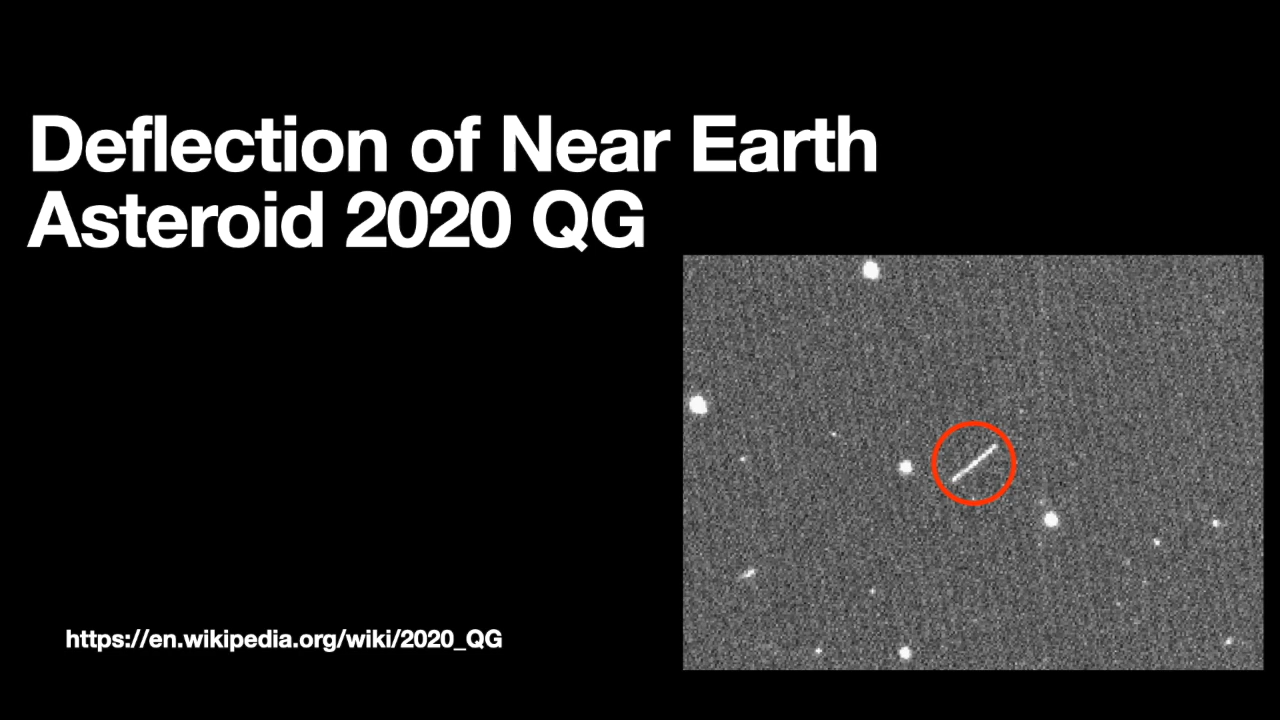 Deflection of Near Earth
Asteroid 2020 QG
https://en.wikipedia.org/wiki/2020_QG